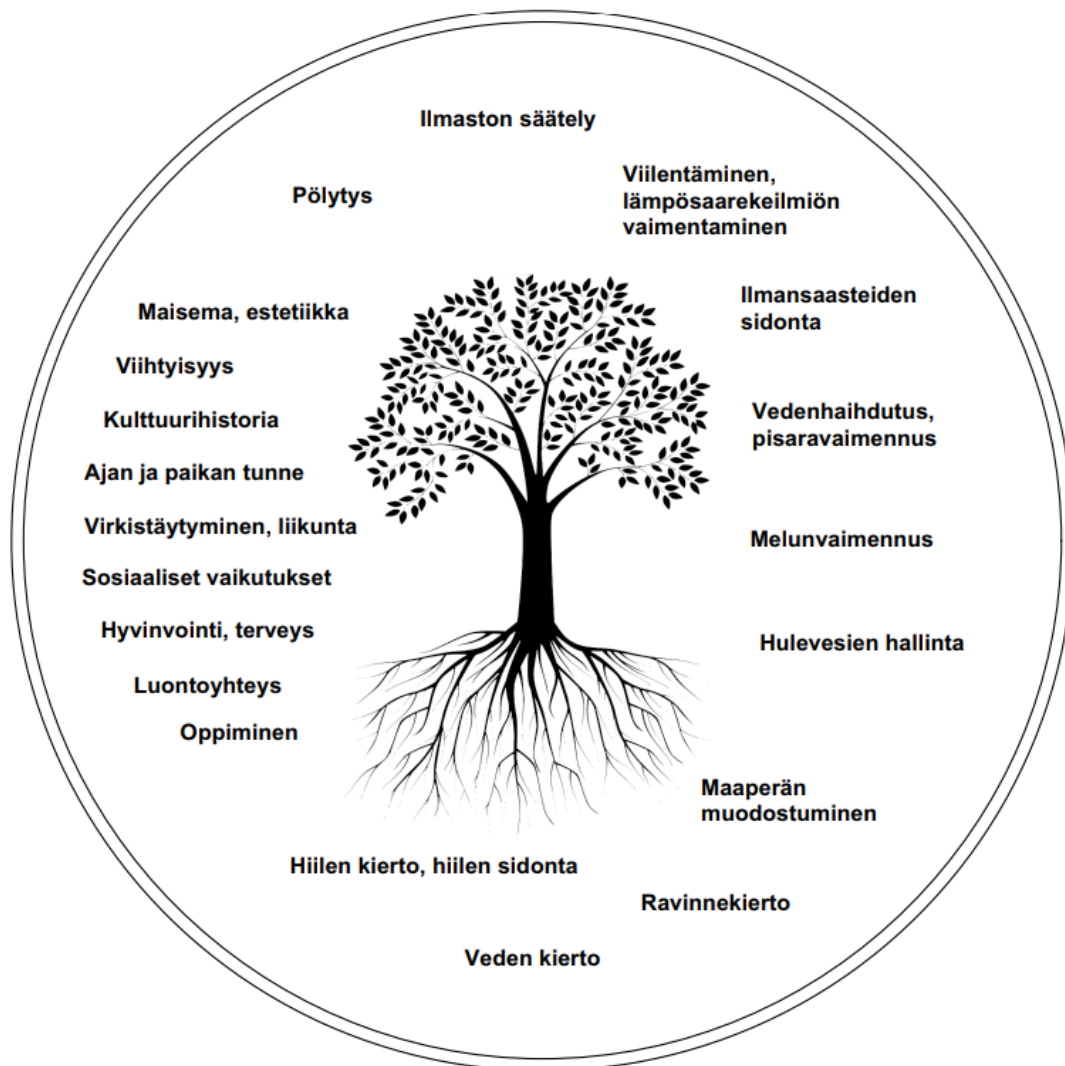 Ilmaston säätely
Pölytys
Viilentäminen,
lämpösaarekeilmiön
vaimentaminen
Maisema, estetiikka
Viihtyisyys
Kulttuurihistoria
Ajan ja paikan tunne
Virkistäytyminen, liikunta
Sosiaaliset vaikutukset
Hyvinvointi, terveys
Luontoyhteys
Oppiminen
Ilmansaasteiden
sidonta
Vedenhaihdutus,
pisaravaimennus
Melunvaimennus
Hulevesien hallinta
Maaperän
muodostuminen
Hiilen kierto, hiilen sidonta
Ravinnekierto
Veden kierto